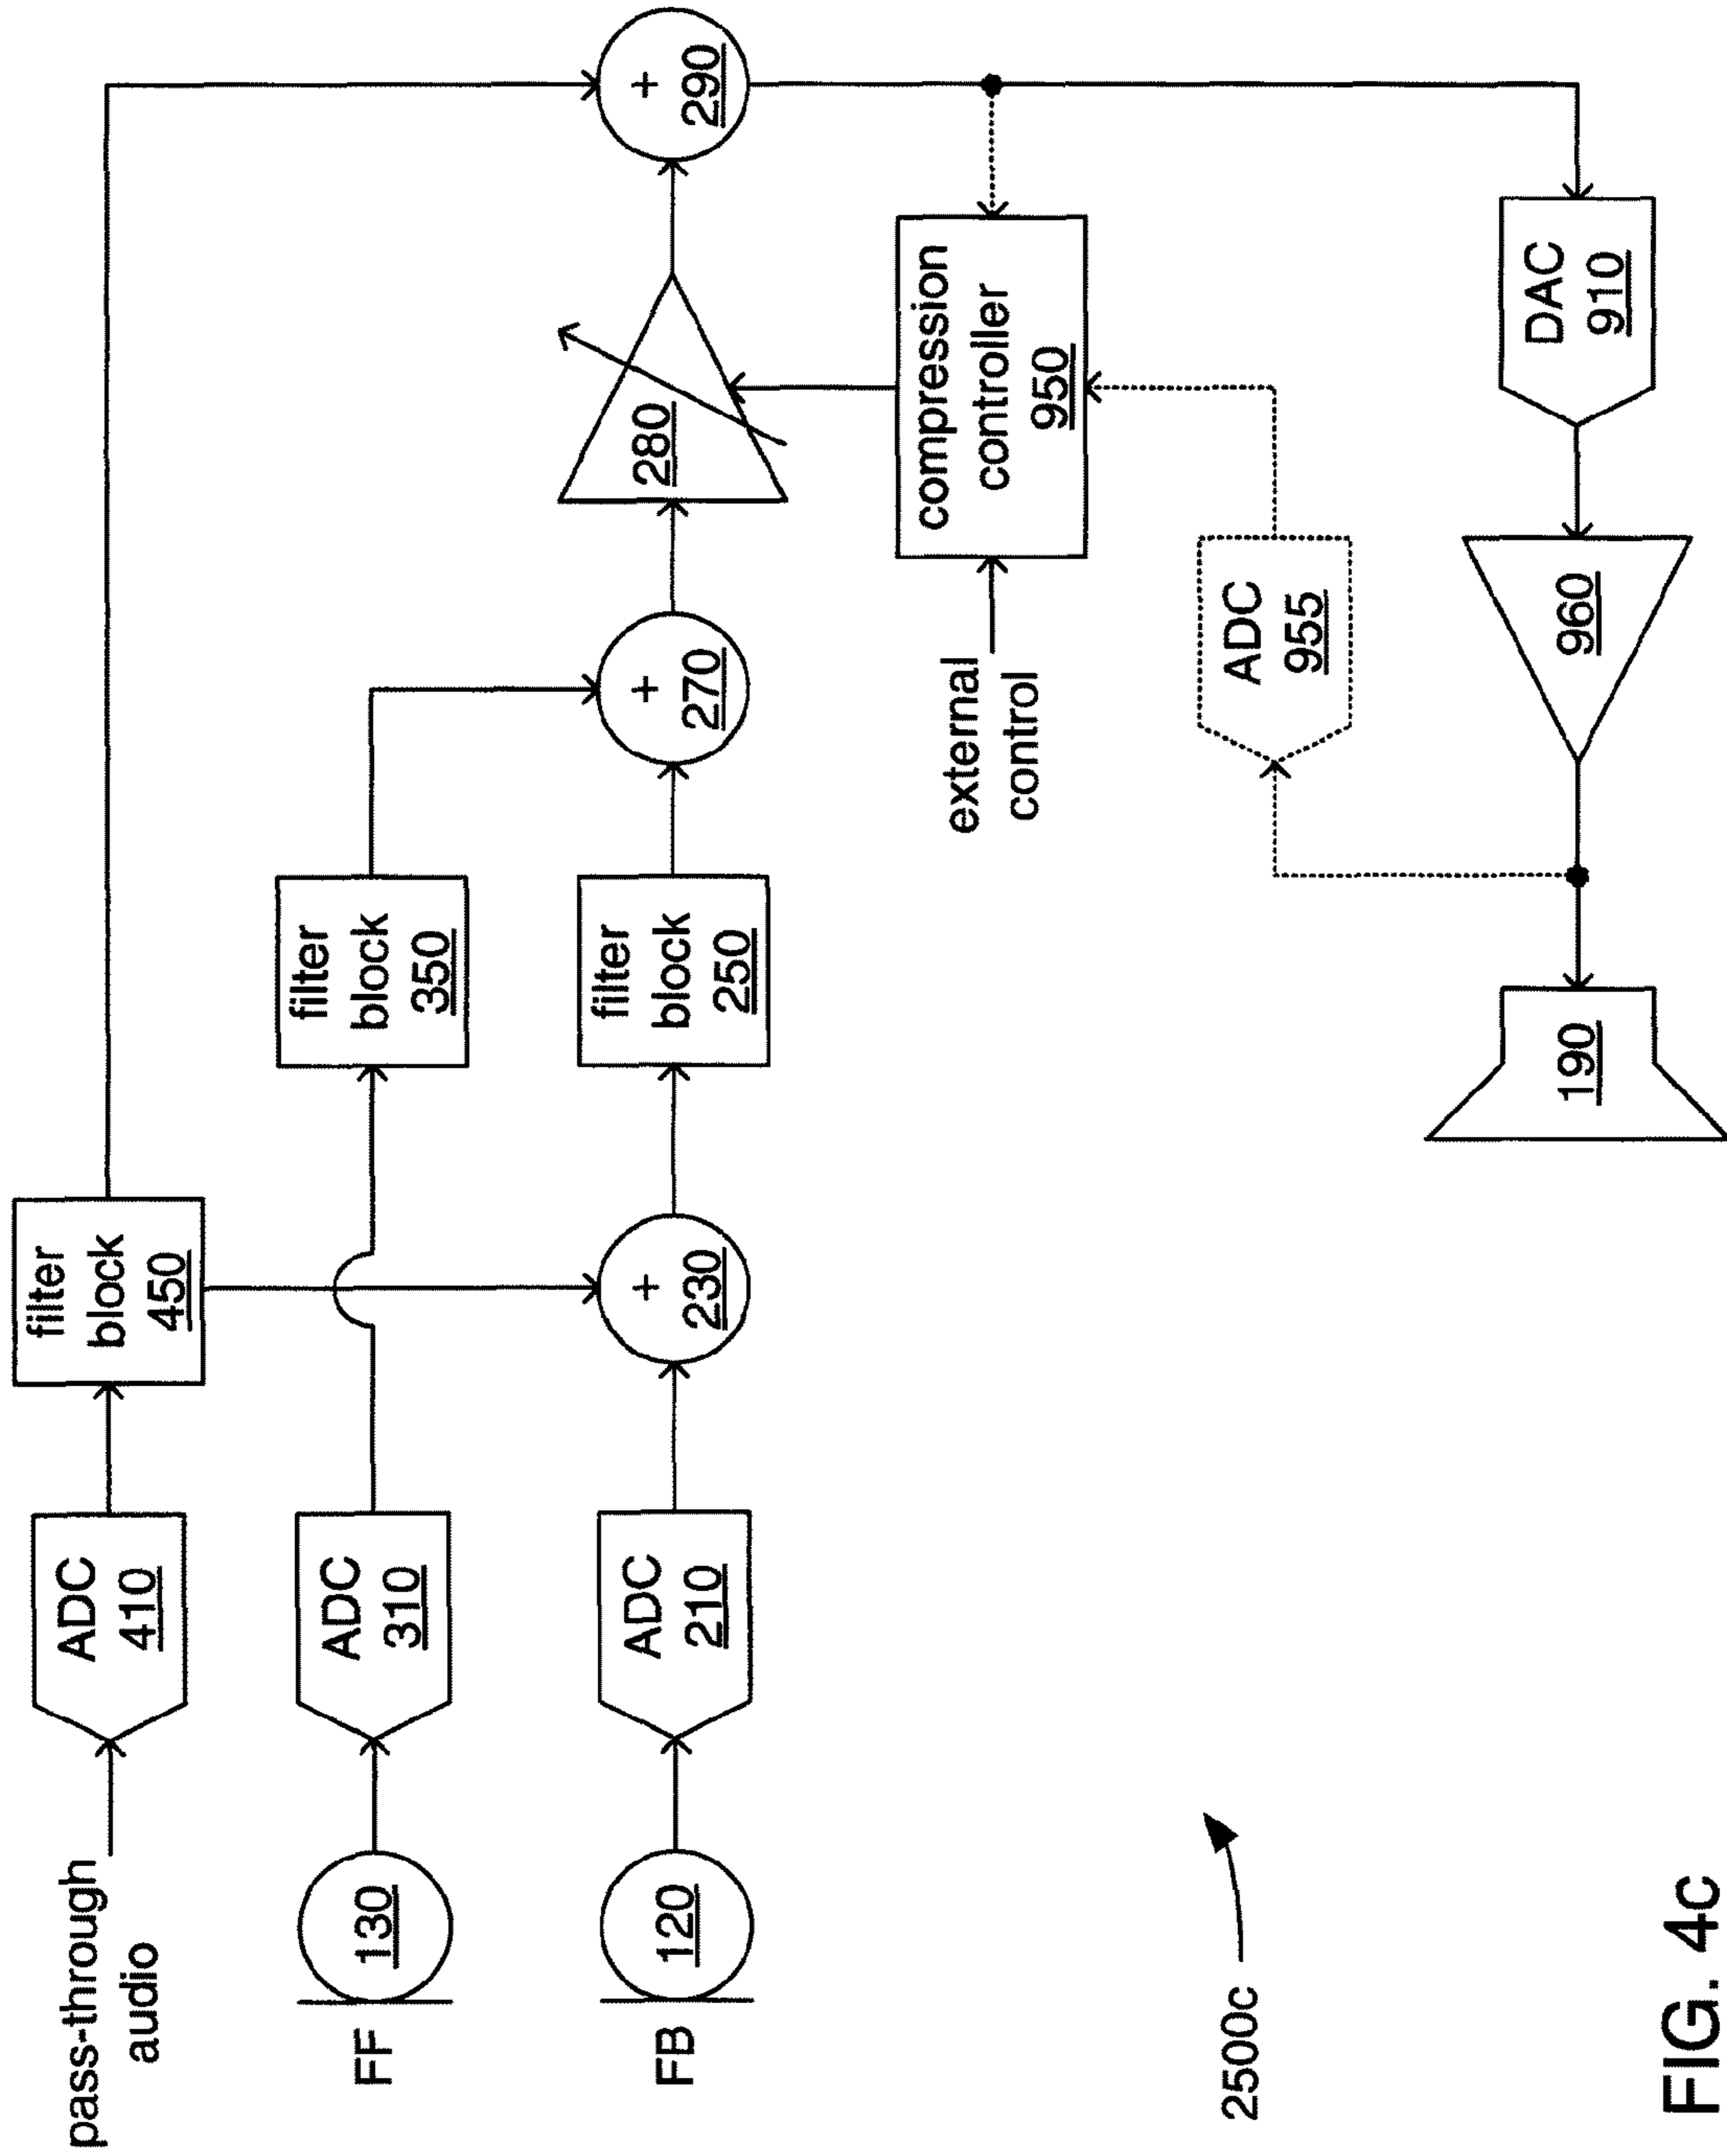 pass-through
audio
ADC
410
filter
block
450
FF
130
ADC
310
filter
block
350
FB
120
ADC
210
+
230
filter
block
250
+
270
280
+
290
external
control
compression
controller
950
ADC
955
190
960
DAC
910
2500c
FIG. 4c